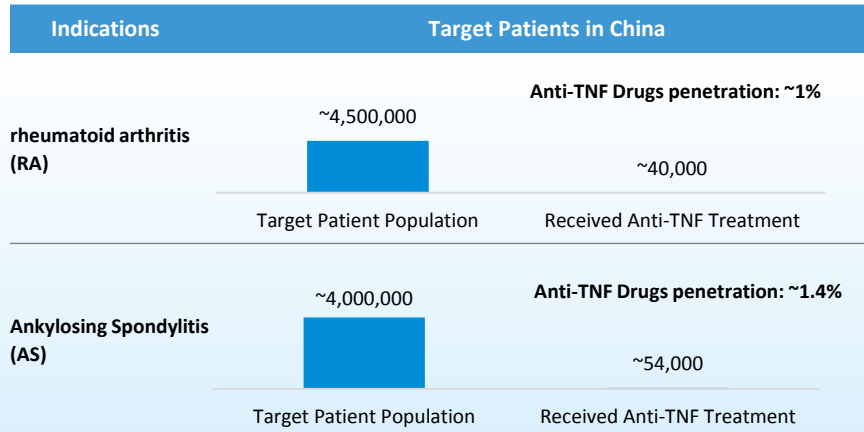 Indications Target Patients in China
Anti-TNF Drugs penetration: ~1%
~4,500,000
rheumatoid arthritis
(RA)
~40,000
Target Patient Population Received Anti-TNF Treatment
Anti-TNF Drugs penetration: ~1.4%
~4,000,000
Ankylosing Spondylitis
(AS)
~54,000
Target Patient Population Received Anti-TNF Treatment